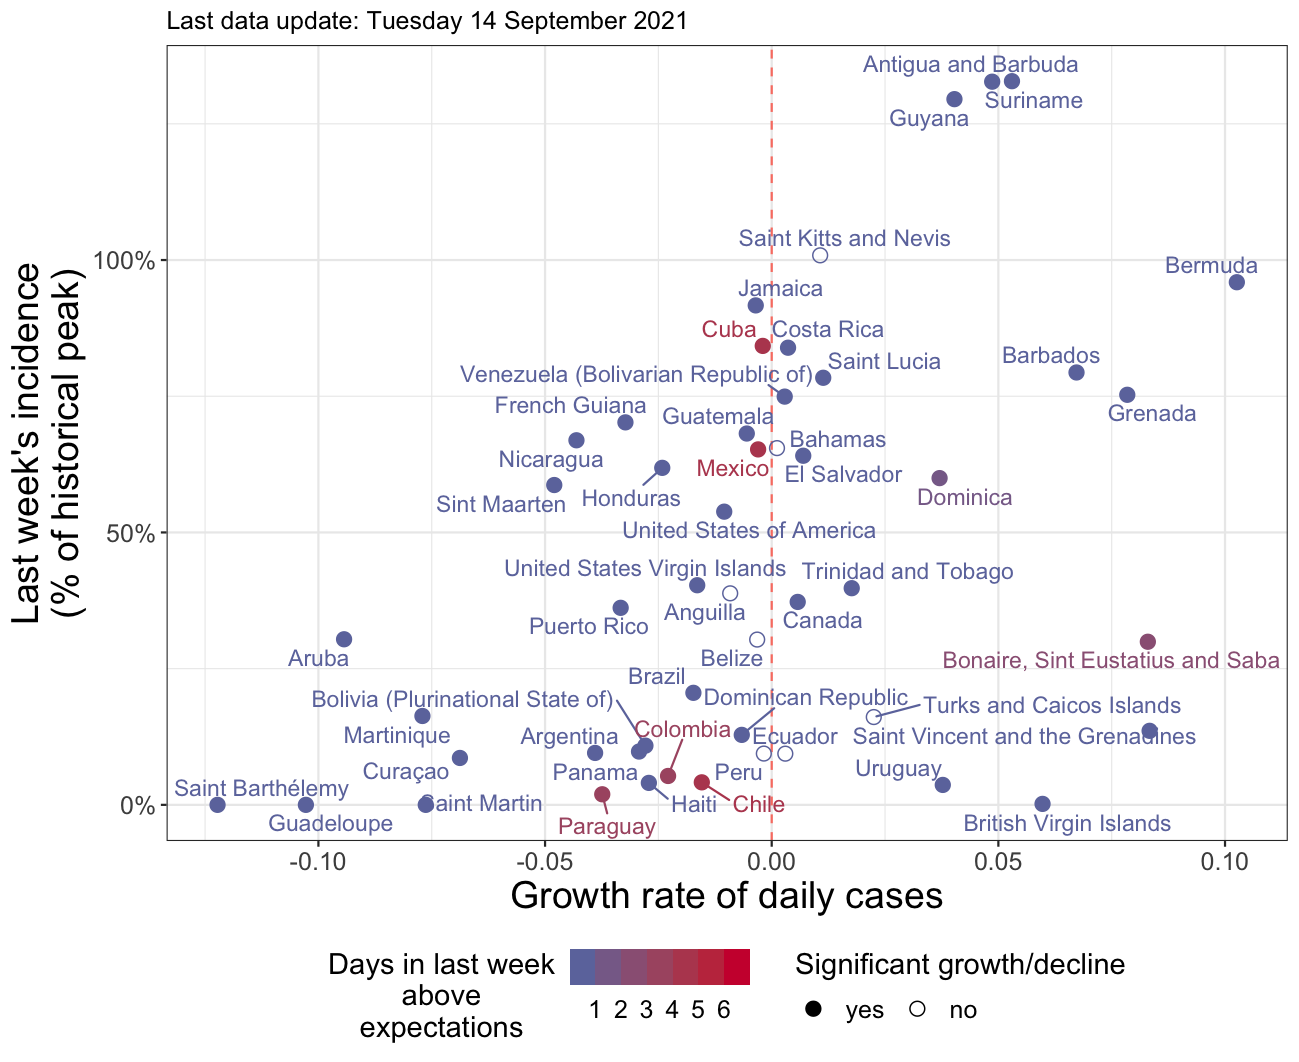 Last data update: Tuesday 14 September 2021
Antigua and Barbuda
Suriname
Guyana
Saint Kitts and Nevis
100%
Bermuda
Jamaica
Cuba
Costa Rica
Saint Lucia
Barbados
Venezuela (Bolivarian Republic of)
French Guiana
Guatemala
Grenada
Bahamas
Nicaragua
Mexico
El Salvador
Honduras
Sint Maarten
Dominica
United States of America
50%
Last week's incidence
(% of historical peak)
United States Virgin Islands
Trinidad and Tobago
Anguilla
Canada
Puerto Rico
Aruba
Belize
Bonaire, Sint Eustatius and Saba
Brazil
Bolivia (Plurinational State of)
Dominican Republic
Turks and Caicos Islands
Martinique
Argentina
Colombia
Ecuador
Saint Vincent and the Grenadines
Curaçao
Panama
Peru
Uruguay
Saint Barthélemy
Saint Martin
Haiti
Chile
0%
Guadeloupe
Paraguay
British Virgin Islands
-0.10
-0.05
0.00
0.05
0.10
Growth rate of daily cases
Days in last week
above
expectations
1 2 3 4 5 6
Significant growth/decline
yes
no